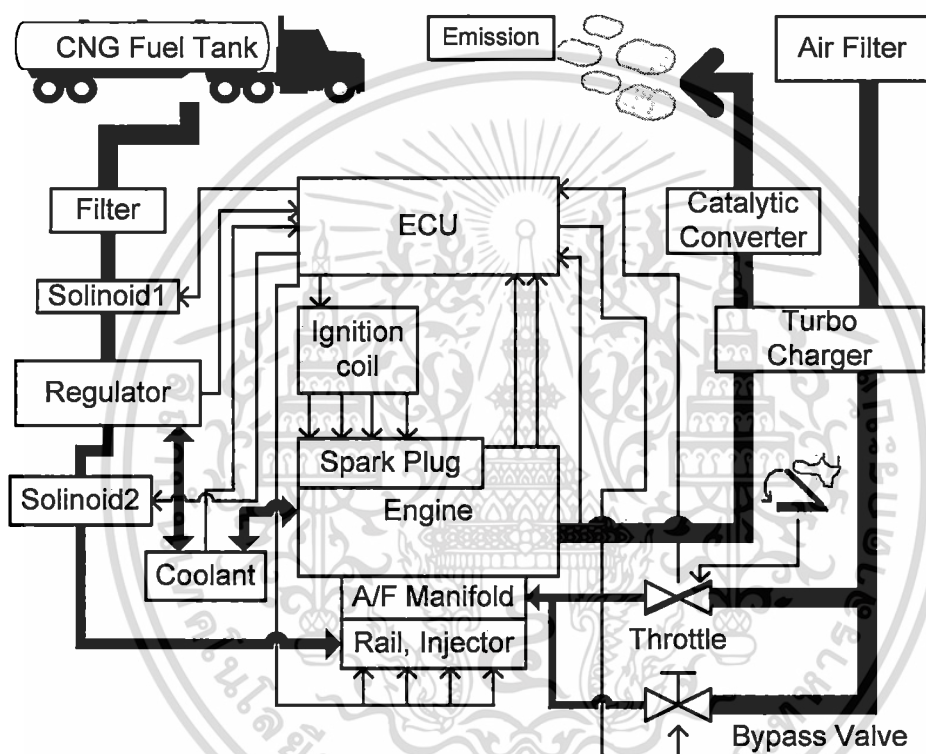 CNG Fuel Tank
Emission
Air Filter
Filter
ECU
Catalytic
Converter
Solinoid1
Ignition
coil
Turbo
Charger
Regulator
Spark Plug
Solinoid2
Engine
Coolant
A/F Manifold
Throttle
Rail, Injector
Bypass Valve